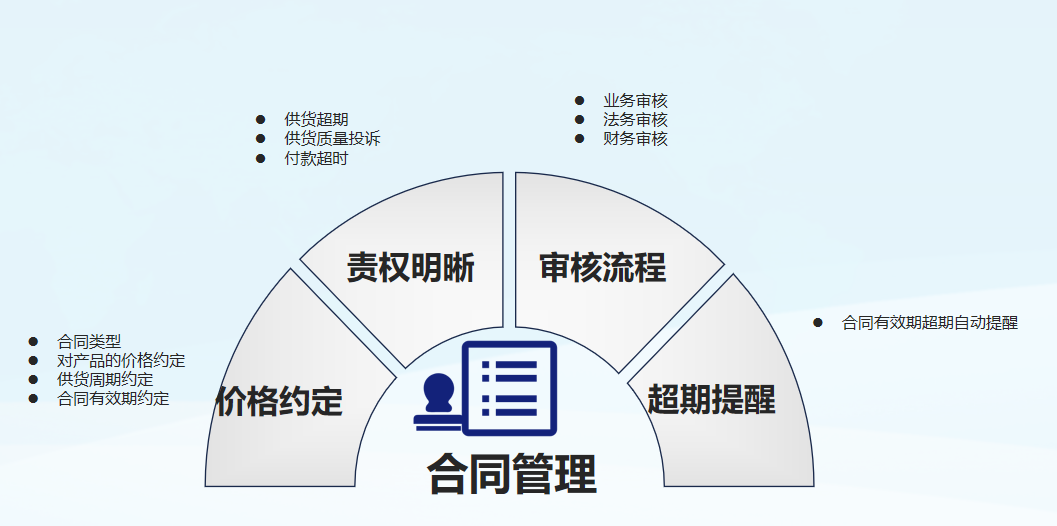 业务审核
法务审核
财务审核
供货超期
供货质量投诉
付款超时
责权明晰
审核流程
合同有效期超期自动提醒
合同类型
对产品的价格约定
供货周期约定
合同有效期约定
价格约定
超期提醒
合同管理